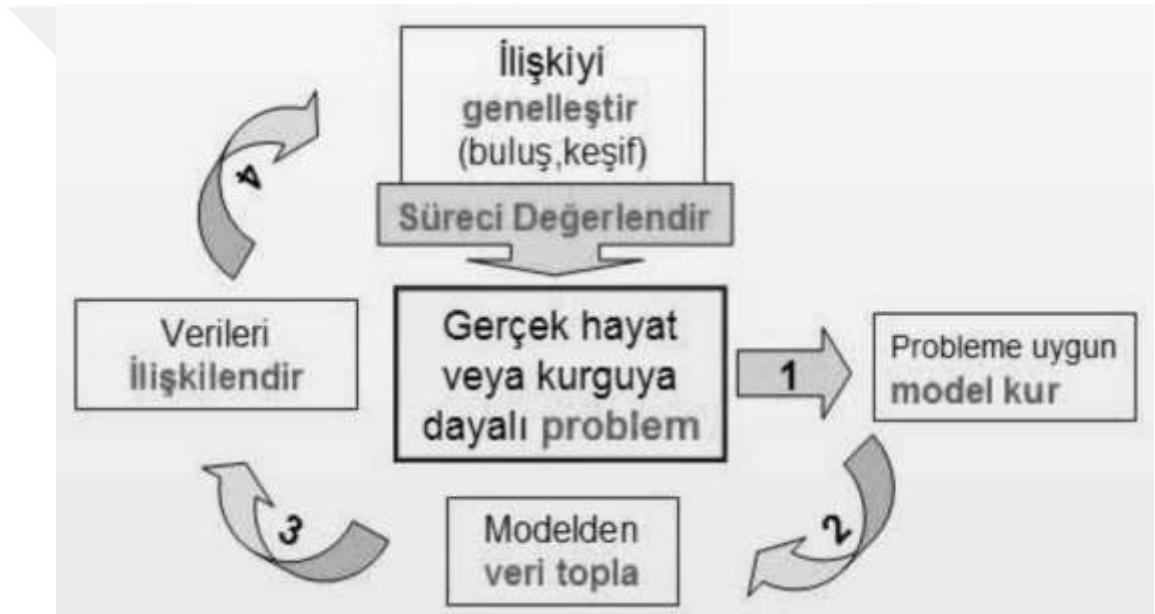 İlişkiyi
genelleştir
(buluş,keşif)
Süreci Değerlendir
Gerçek hayat
veya kurguya
dayalı problem
1
Probleme uygun
model kur
2
Modelden
veri topla
3
Verileri
İlişkilendir
4